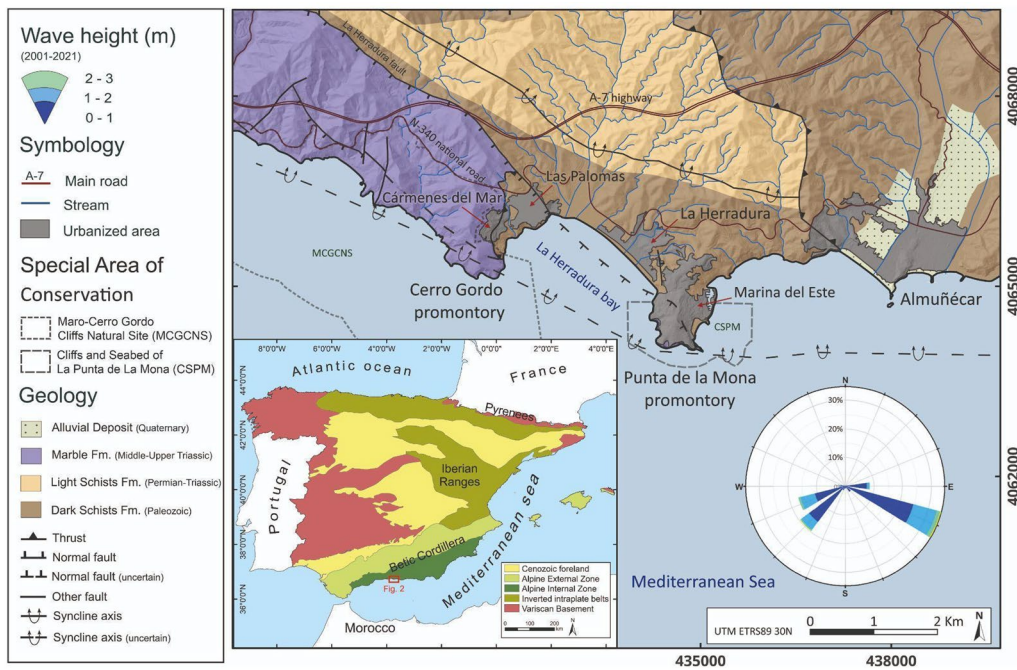 Wave height (m)
(2001-2021)
2 - 3
1 - 2
0 - 1
Symbology
A-7
Main road
Stream
Urbanized area
Special Area of
Conservation
Maro-Cerro Gordo
Cliffs Natural Site (MCGCNS)
Cliffs and Seabed of
La Punta de La Mona (CSPM)
Geology
Alluvial Deposit (Quaternary)
Marble Fm. (Middle-Upper Triassic)
Light Schists Fm. (Permian-Triassic)
Dark Schists Fm. (Paleozoic)
Thrust
Normal fault
Normal fault (uncertain)
Other fault
Syncline axis
Syncline axis (uncertain)
La Herradura fault
A-7 highway
N-340 national road
Las Palomas
Cármenes del Mar
La Herradura
MCGCNS
La Herradura bay
Cerro Gordo
promontory
Marina del Este
CSPM
Almuñécar
Punta de la Mona
promontory
4068000
4065000
4062000
8°0'0"W
6°0'0"W
4°0'0"W
2°0'0"W
0°0'0"
2°0'0"E
4°0'0"E
44°0'0"N
42°0'0"N
40°0'0"N
38°0'0"N
36°0'0"N
Atlantic ocean
France
Pyrenees
Iberian
Ranges
Portugal
Mediterranean sea
Betic Cordillera
Fig. 2
Morocco
Cenozoic foreland
Alpine External Zone
Alpine Internal Zone
Inverted intraplate belts
Variscan Basement
0 100 200
km
N
N
30%
20%
10%
W
E
S
Mediterranean Sea
UTM ETRS89 30N
0 1 2 Km
N
435000
438000